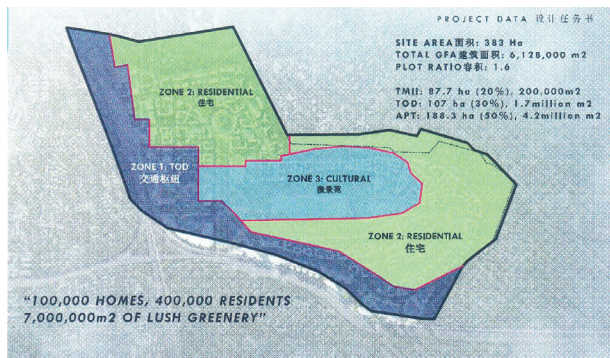 PROJECT DATA 设计任务书
SITE AREA面积: 383 Ha
TOTAL GFA建筑面积: 6,128,000 m2
PLOT RATIO容积: 1.6
TMII: 87.7 ha (20%), 200,000m2
TOD: 107 ha (30%), 1.7million m2
APT: 188.3 ha (50%), 4.2million m2
ZONE 2: RESIDENTIAL
住宅
ZONE 1: TOD
交通枢纽
ZONE 3: CULTURAL
微景苑
ZONE 2: RESIDENTIAL
住宅
“100,000 HOMES, 400,000 RESIDENTS
7,000,000m2 OF LUSH GREENERY”